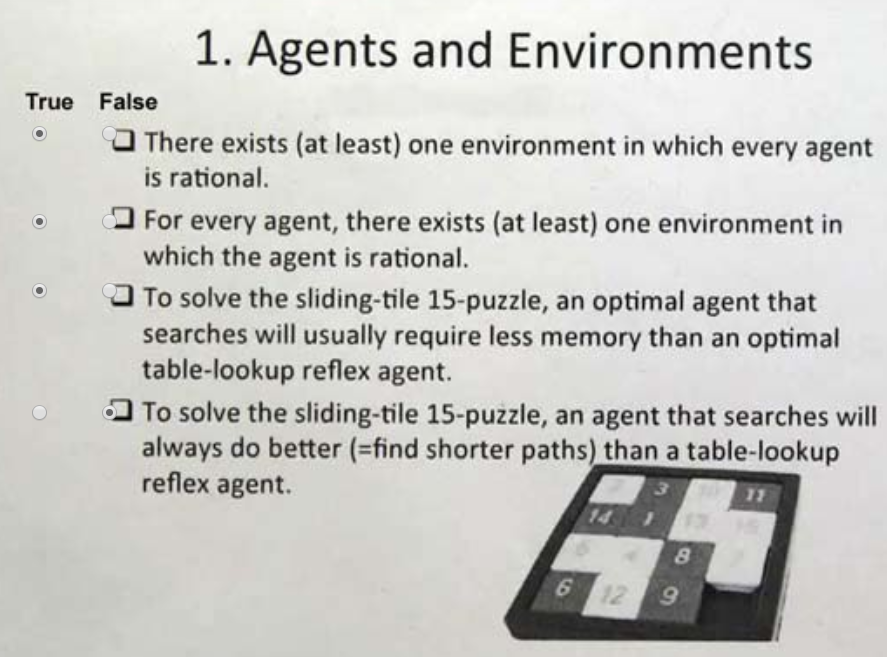 1. Agents and Environments
True False
There exists (at least) one environment in which every agent
is rational.
For every agent, there exists (at least) one environment in
which the agent is rational.
To solve the sliding-tile 15-puzzle, an optimal agent that
searches will usually require less memory than an optimal
table-lookup reflex agent.
To solve the sliding-tile 15-puzzle, an agent that searches will
always do better (=find shorter paths) than a table-lookup
reflex agent.
3 11
14 1
8
6 12 9